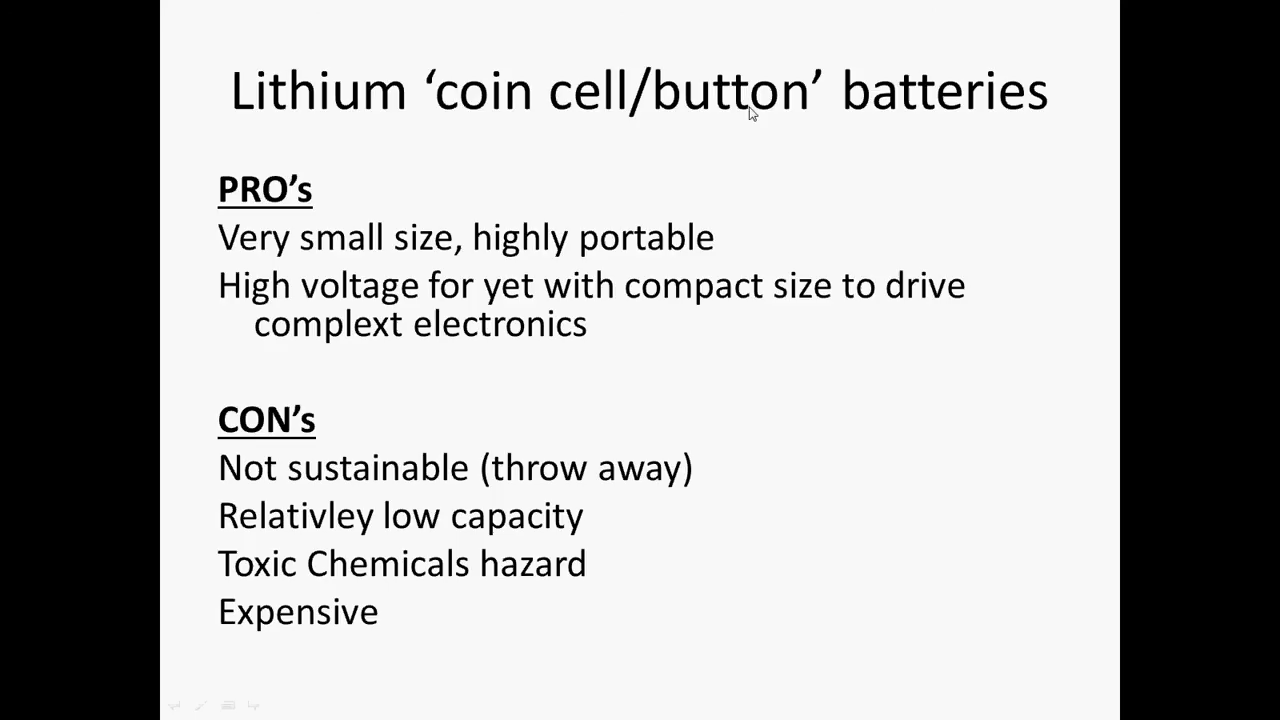 Lithium ‘coin cell/button’ batteries
PRO’s
Very small size, highly portable
High voltage for yet with compact size to drive
complext electronics
CON’s
Not sustainable (throw away)
Relativley low capacity
Toxic Chemicals hazard
Expensive